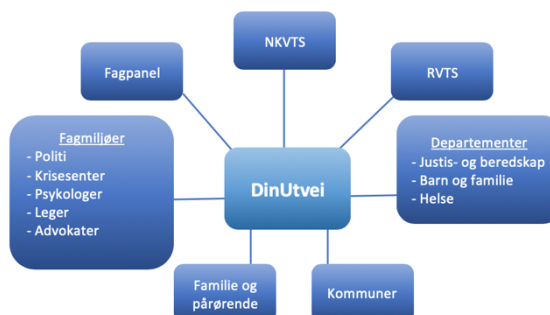 NKVTS
Fagpanel
RVTS
Fagmiljøer
- Politi
- Krisesenter
- Psykologer
- Leger
- Advokater
DinUtvei
Departementer
- Justis- og beredskap
- Barn og familie
- Helse
Familie og
pårørende
Kommuner